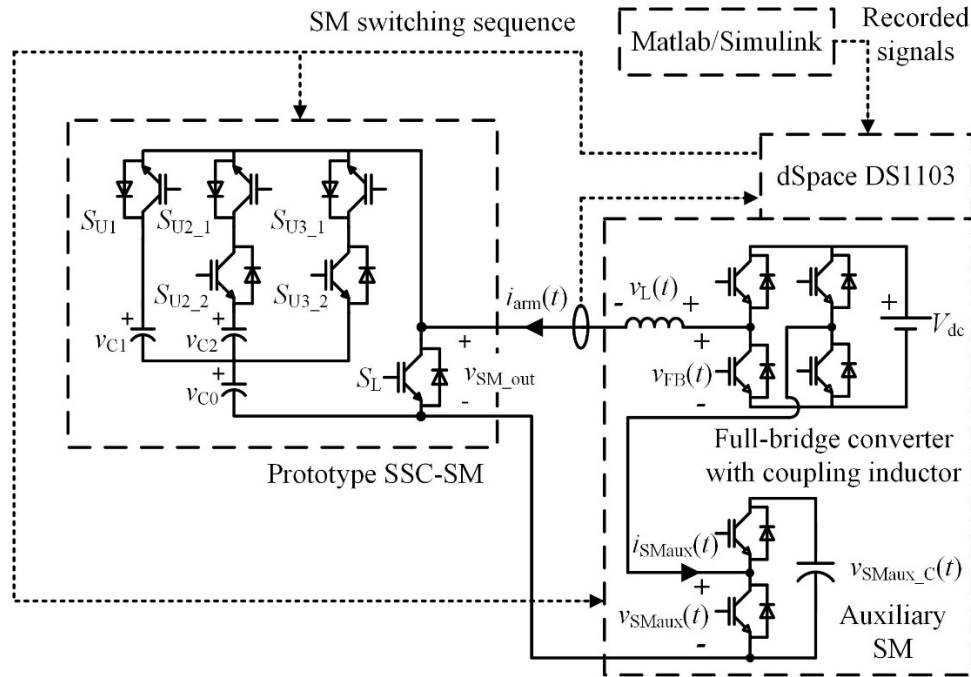 SM switching sequence
Matlab/Simulink
Recorded
signals
dSpace DS1103
S_U1
S_U2_1
S_U3_1
S_U2_2
S_U3_2
+
v_C1
+
v_C2
+
v_C0
S_L
+
v_SM_out
-
i_arm(t)
- v_L(t) +
+
v_FB(t)
-
+
V_dc
Prototype SSC-SM
Full-bridge converter
with coupling inductor
i_SMaux(t)
+
v_SMaux(t)
-
v_SMaux_C(t)
Auxiliary
SM